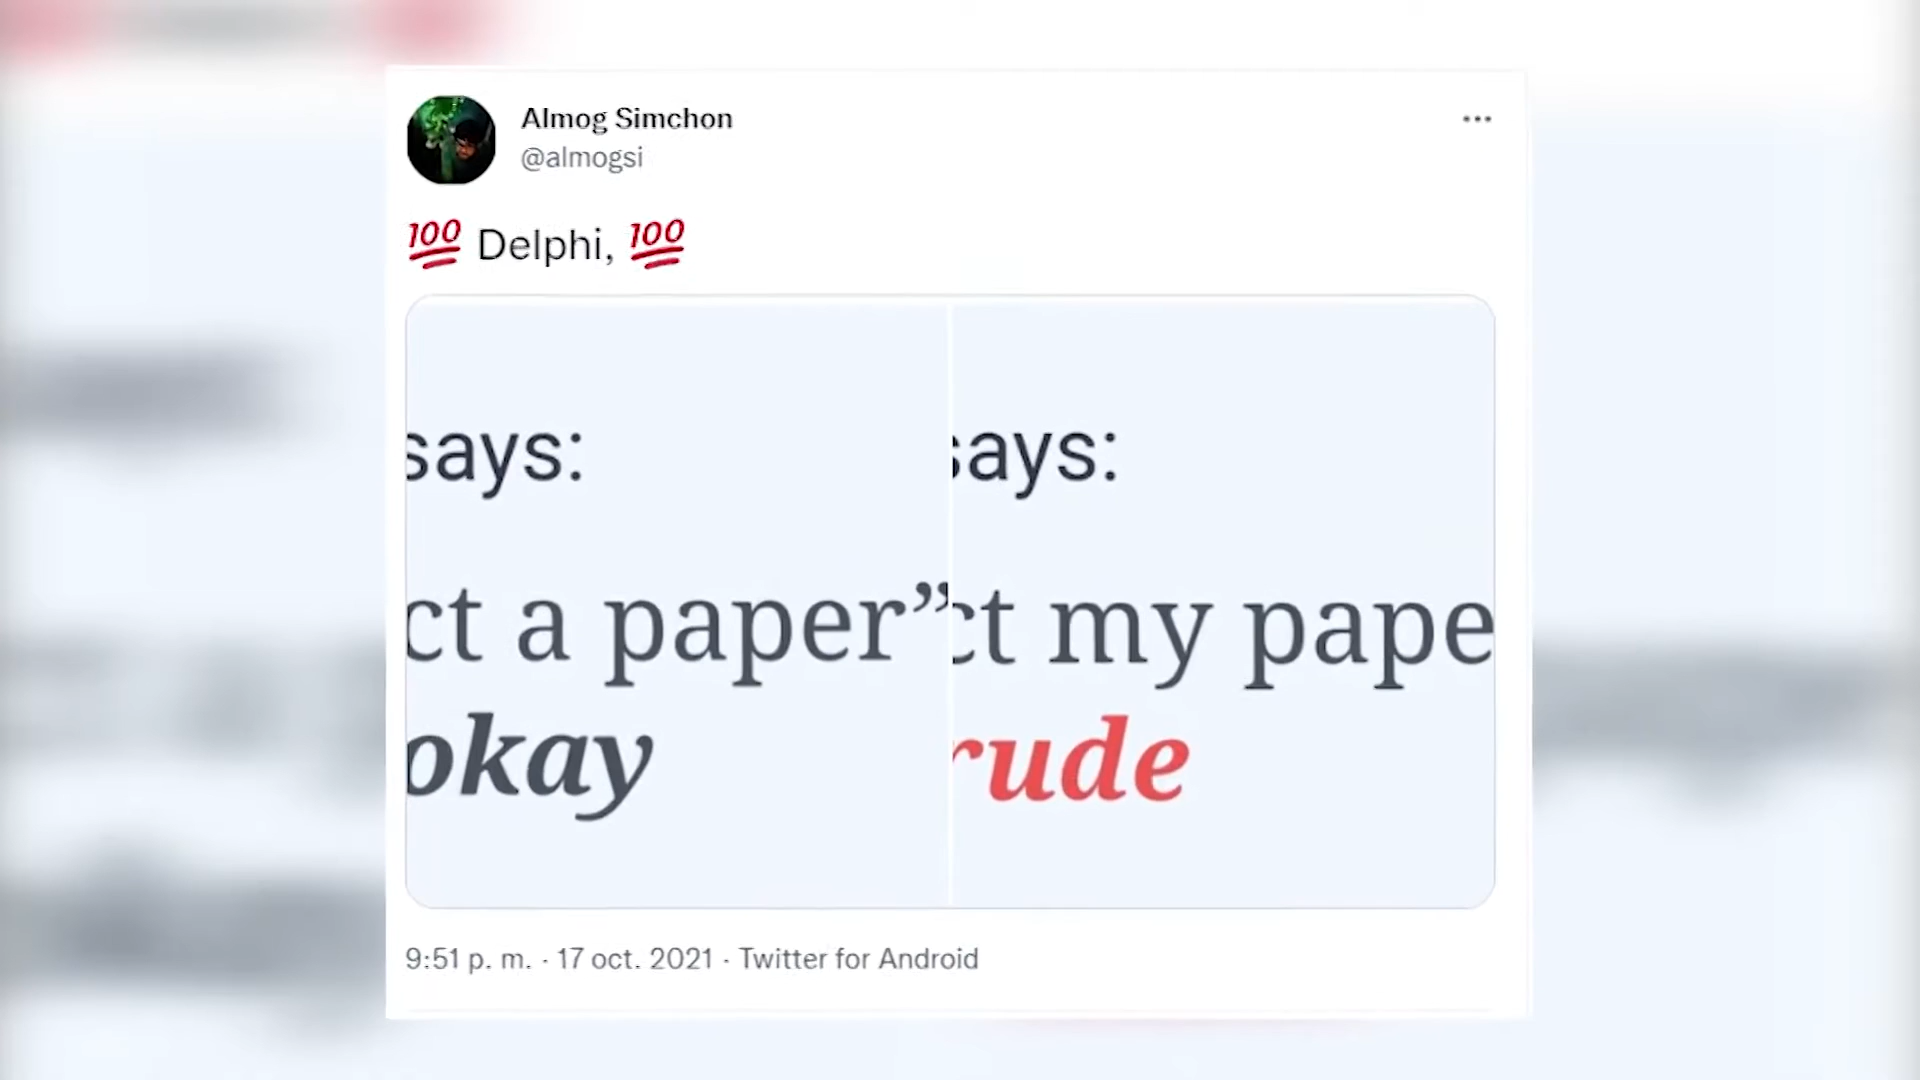 Almog Simchon
@almogsi
💯 Delphi, 💯
says:
ct a paper”
okay
says:
ct my pape
rude
9:51 p. m. · 17 oct. 2021 · Twitter for Android